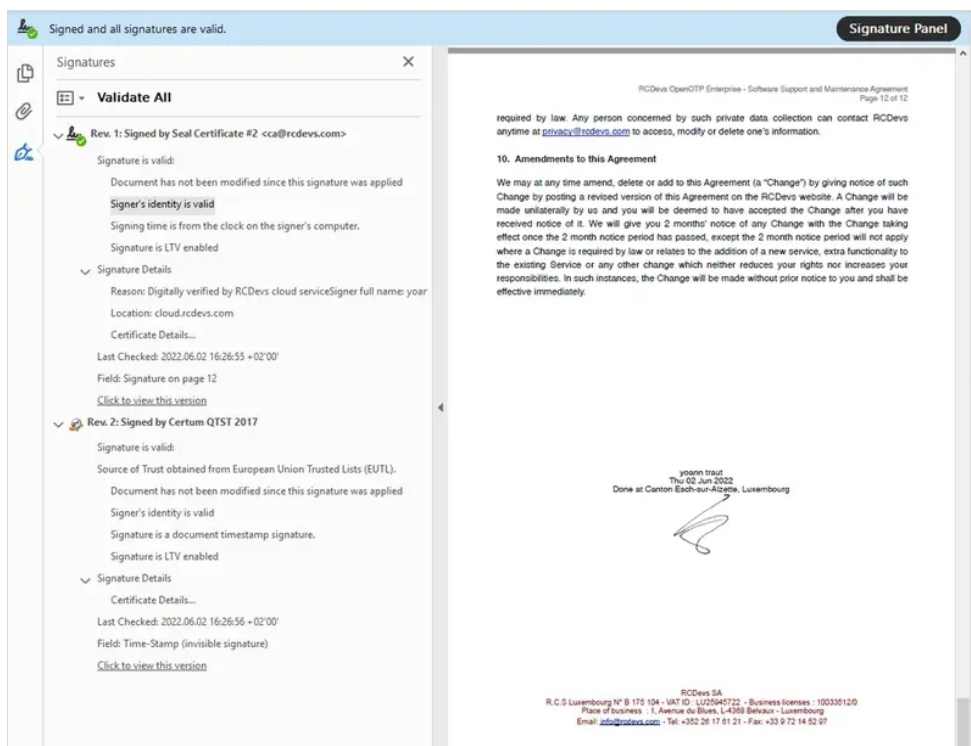 Signed and all signatures are valid.
Signature Panel
Signatures
Validate All
Rev. 1: Signed by Seal Certificate #2 <ca@rcdevs.com>
Signature is valid:
Document has not been modified since this signature was applied
Signer's identity is valid
Signing time is from the clock on the signer's computer.
Signature is LTV enabled
Signature Details
Reason: Digitally verified by RCDevs cloud serviceSigner full name: yoar
Location: cloud.rcdevs.com
Certificate Details...
Last Checked: 2022.06.02 16:26:55 +02'00'
Field: Signature on page 12
Click to view this version
Rev. 2: Signed by Certum QTST 2017
Signature is valid:
Source of Trust obtained from European Union Trusted Lists (EUTL).
Document has not been modified since this signature was applied
Signer's identity is valid
Signature is a document timestamp signature.
Signature is LTV enabled
Signature Details
Certificate Details...
Last Checked: 2022.06.02 16:26:56 +02'00'
Field: Time-Stamp (invisible signature)
Click to view this version
RCDevs OpenOTP Enterprise - Software Support and Maintenance Agreement
Page 12 of 12
required by law. Any person concerned by such private data collection can contact RCDevs
anytime at privacy@rcdevs.com to access, modify or delete one's information.
10. Amendments to this Agreement
We may at any time amend, delete or add to this Agreement (a "Change") by giving notice of such
Change by posting a revised version of this Agreement on the RCDevs website. A Change will be
made unilaterally by us and you will be deemed to have accepted the Change after you have
received notice of it. We will give you 2 months' notice of any Change with the Change taking
effect once the 2 month notice period has passed, except the 2 month notice period will not apply
where a Change is required by law or relates to the addition of a new service, extra functionality to
the existing Service or any other change which neither reduces your rights nor increases your
responsibilities. In such instances, the Change will be made without prior notice to you and shall be
effective immediately.
yoann traut
Thu 02 Jun 2022
Done at Canton Esch-sur-Alzette, Luxembourg
RCDevs SA
R.C.S Luxembourg N° B 175 104 - VAT ID : LU25945722 - Business licenses : 10033512/0
Place of business : 1, Avenue du Blues, L-4368 Belvaux - Luxembourg
Email: info@rcdevs.com - Tel: +352 26 17 61 21 - Fax: +33 9 72 14 52 97